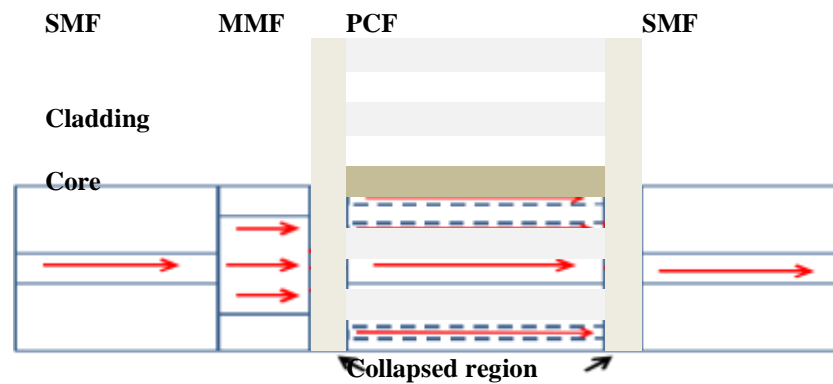 SMF MMF PCF SMF
Cladding
Core
Collapsed region